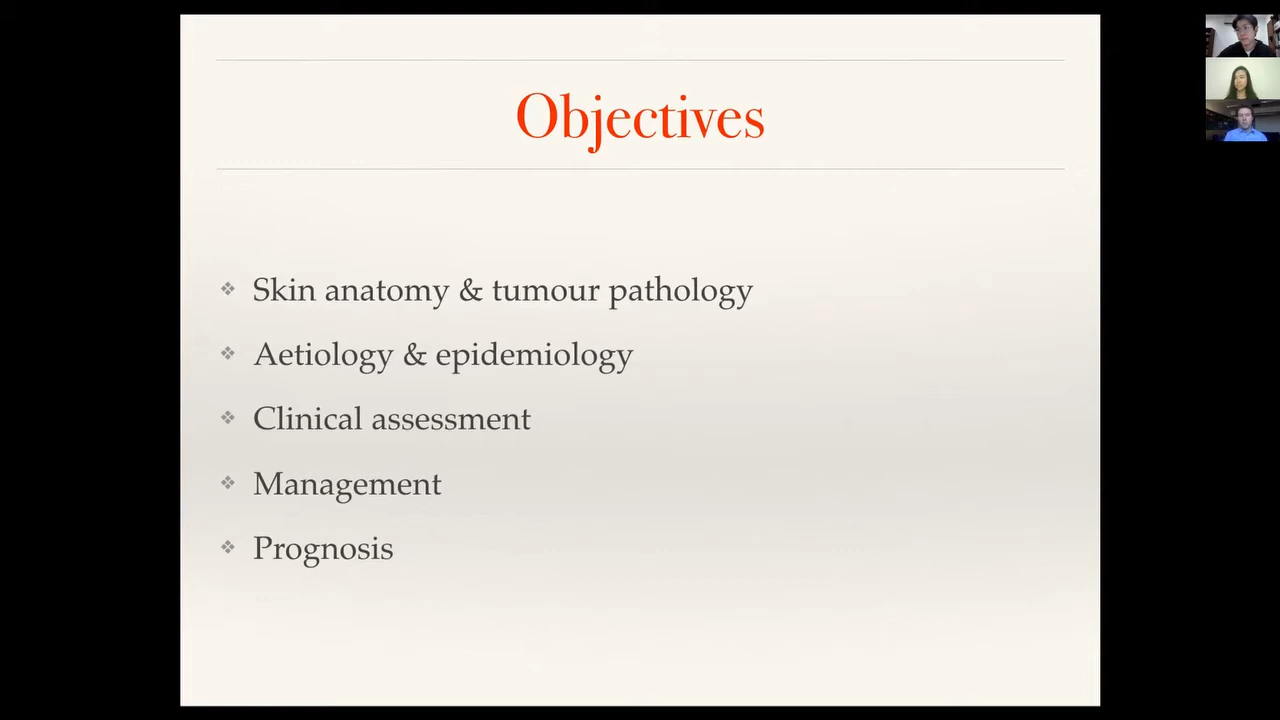 Objectives
Skin anatomy & tumour pathology
Aetiology & epidemiology
Clinical assessment
Management
Prognosis